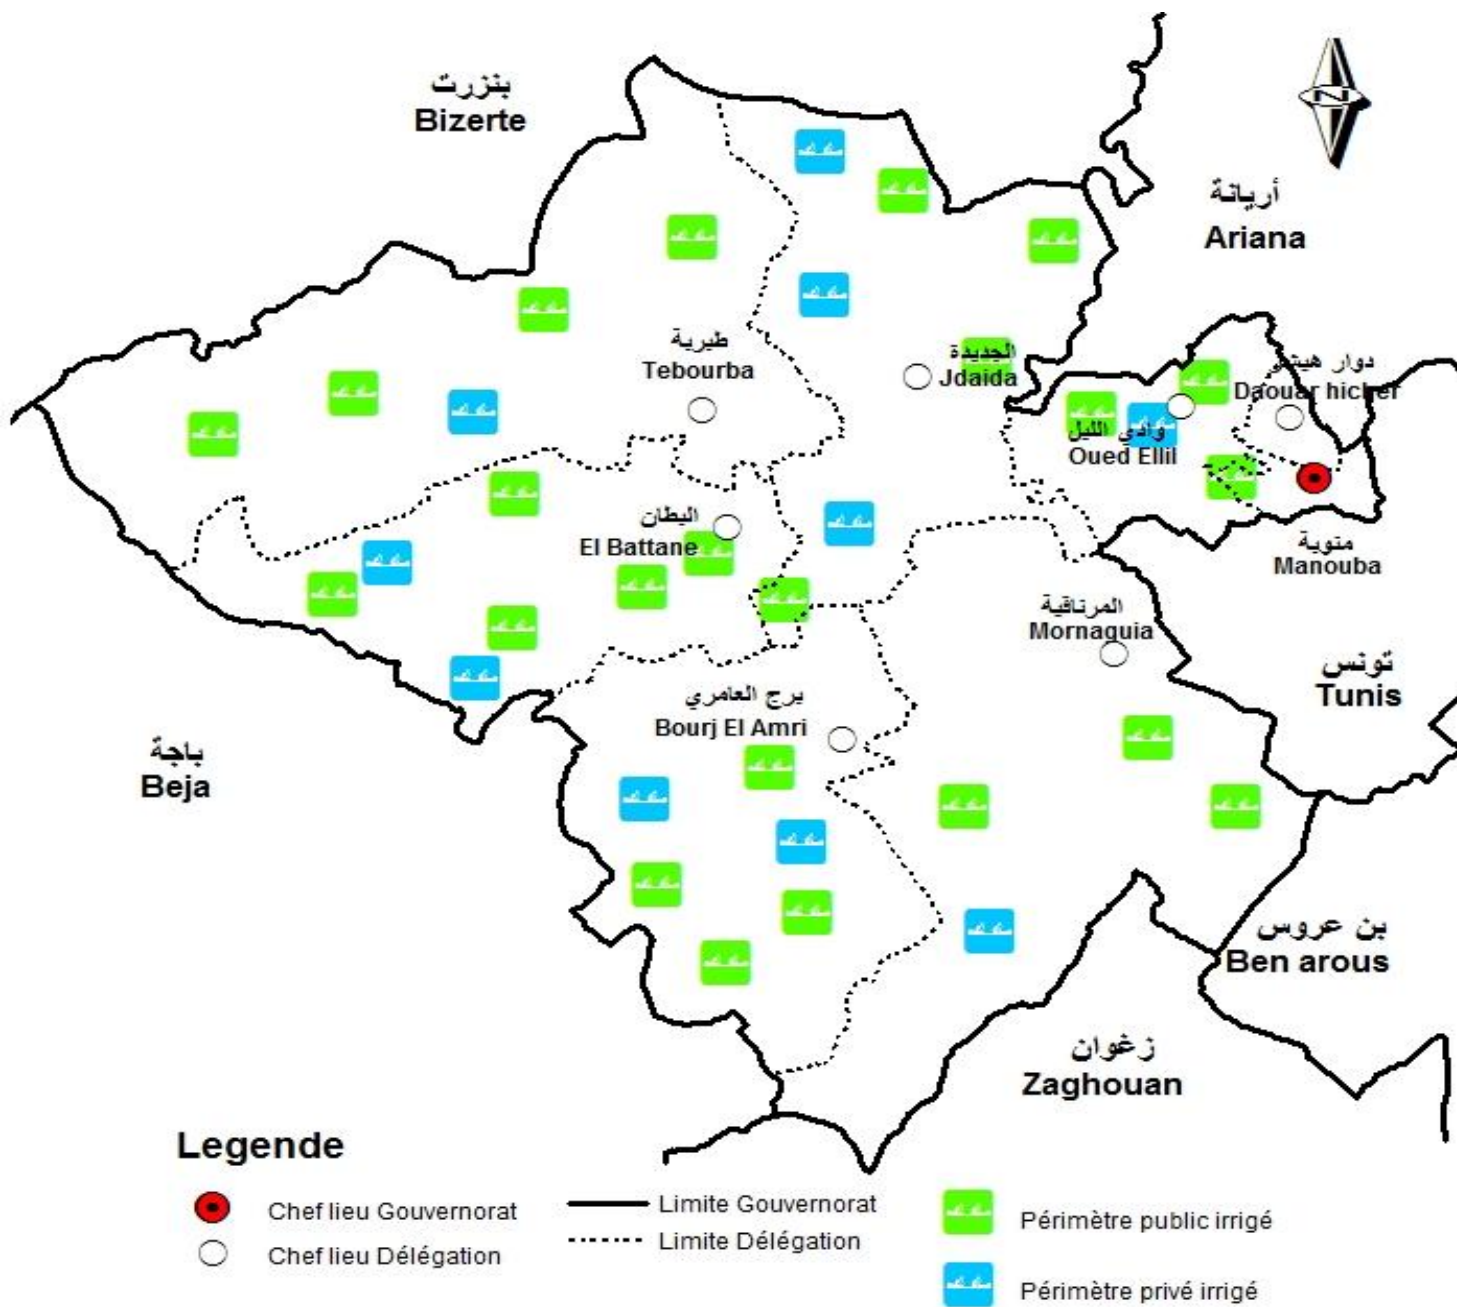 بنزرت
Bizerte
N
أريانة
Ariana
طبربة
Tebourba
الجديدة
Jdaida
دوار هيشر
Daouar hicher
وادي الليل
Oued Ellil
البطان
El Battane
منوبة
Manouba
المرناقية
Mornaguia
تونس
Tunis
برج العامري
Bourj El Amri
باجة
Beja
بن عروس
Ben arous
زغوان
Zaghouan
Legende
Chef lieu Gouvernorat
Limite Gouvernorat
Périmètre public irrigé
Chef lieu Délégation
Limite Délégation
Périmètre privé irrigé